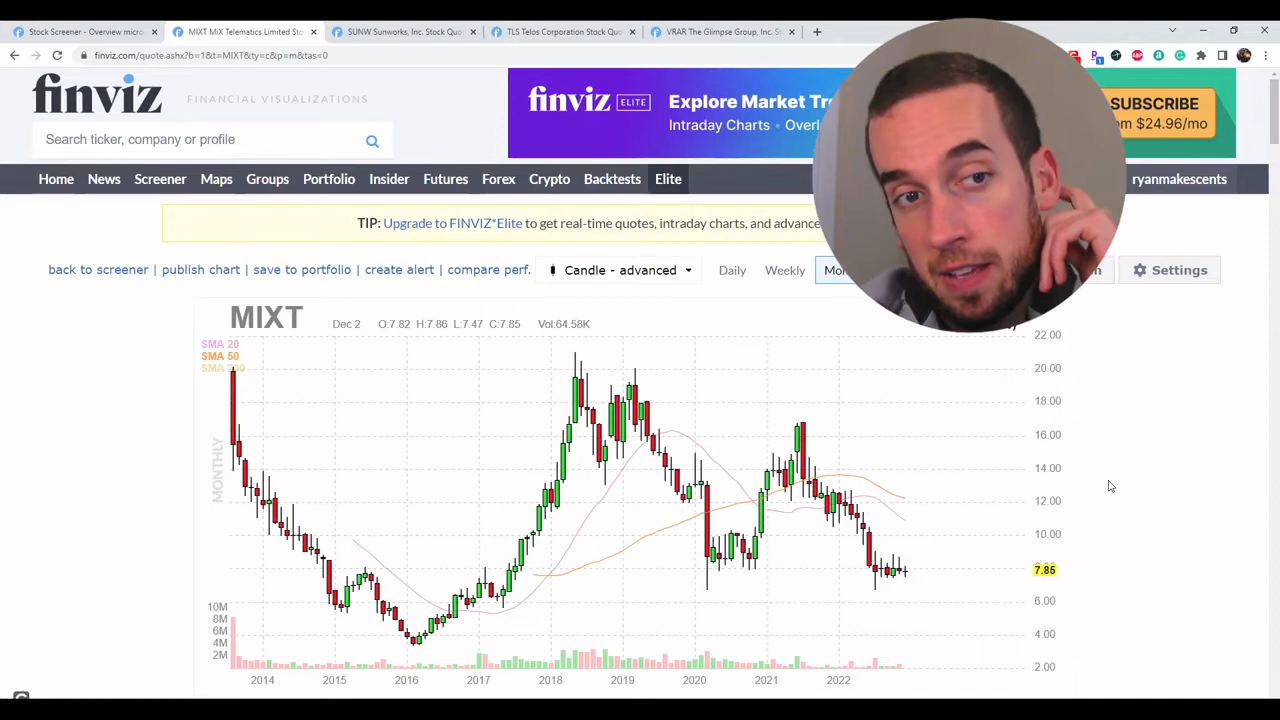 Stock Screener - Overview micro
MIXT MiX Telematics Limited Sto
SUNW Sunworks, Inc. Stock Quot
TLS Telos Corporation Stock Quo
VRAR The Glimpse Group, Inc. St
finviz.com/quote.ashx?b=1&t=MIXT&ty=c&p=m&tas=0
finviz FINANCIAL VISUALIZATIONS
finviz ELITE
Explore Market Tr
Intraday Charts • Overl
SUBSCRIBE
om $24.96/mo
Search ticker, company or profile
Home News Screener Maps Groups Portfolio Insider Futures Forex Crypto Backtests Elite ryanmakescents
TIP: Upgrade to FINVIZ*Elite to get real-time quotes, intraday charts, and advance
back to screener | publish chart | save to portfolio | create alert | compare perf. Candle - advanced Daily Weekly Mo n Settings
MIXT Dec 2 O:7.82 H:7.86 L:7.47 C:7.85 Vol:64.58K
SMA 20
SMA 50
SMA 200
MONTHLY
22.00
20.00
18.00
16.00
14.00
12.00
10.00
7.85
6.00
4.00
2.00
10M
8M
6M
4M
2M
2014 2015 2016 2017 2018 2019 2020 2021 2022